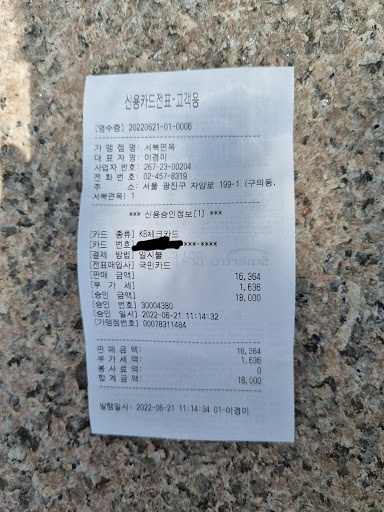 신용카드전표-고객용
[영수증] 20220621-01-0006
가 맹 점 명: 서북면옥
대 표 자 명: 이경미
사업자 번호: 267-23-00204
전 화 번 호: 02-457-8319
주 소: 서울 광진구 자양로 199-1 (구의동,
서북면옥) 1
*** 신용승인정보[1] ***
[카드 종류] KB체크카드
[카드 번호] ***-****
[결제 방법] 일시불
[전표매입사] 국민카드
[판매 금액] 16,364
[부 가 세] 1,636
[승인 금액] 18,000
[승인 번호] 30004380
[승인 일시] 2022-06-21 11:14:32
[가맹점번호] 00078311484
판 매 금 액: 16,364
부 가 세 액: 1,636
봉 사 료 액: 0
합 계 금 액: 18,000
발행일시: 2022-06-21 11:14:34 01-이경미